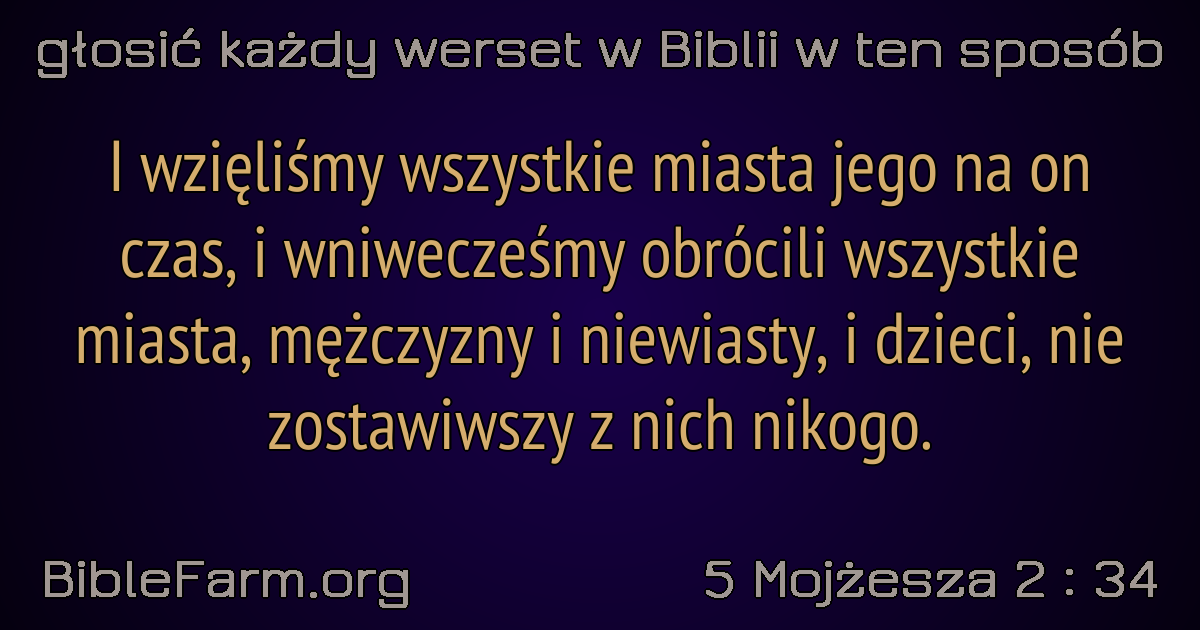 głosić każdy werset w Biblii w ten sposób
I wzięliśmy wszystkie miasta jego na on
czas, i wniwecześmy obrócili wszystkie
miasta, mężczyzny i niewiasty, i dzieci, nie
zostawiwszy z nich nikogo.
BibleFarm.org
5 Mojżesza 2 : 34